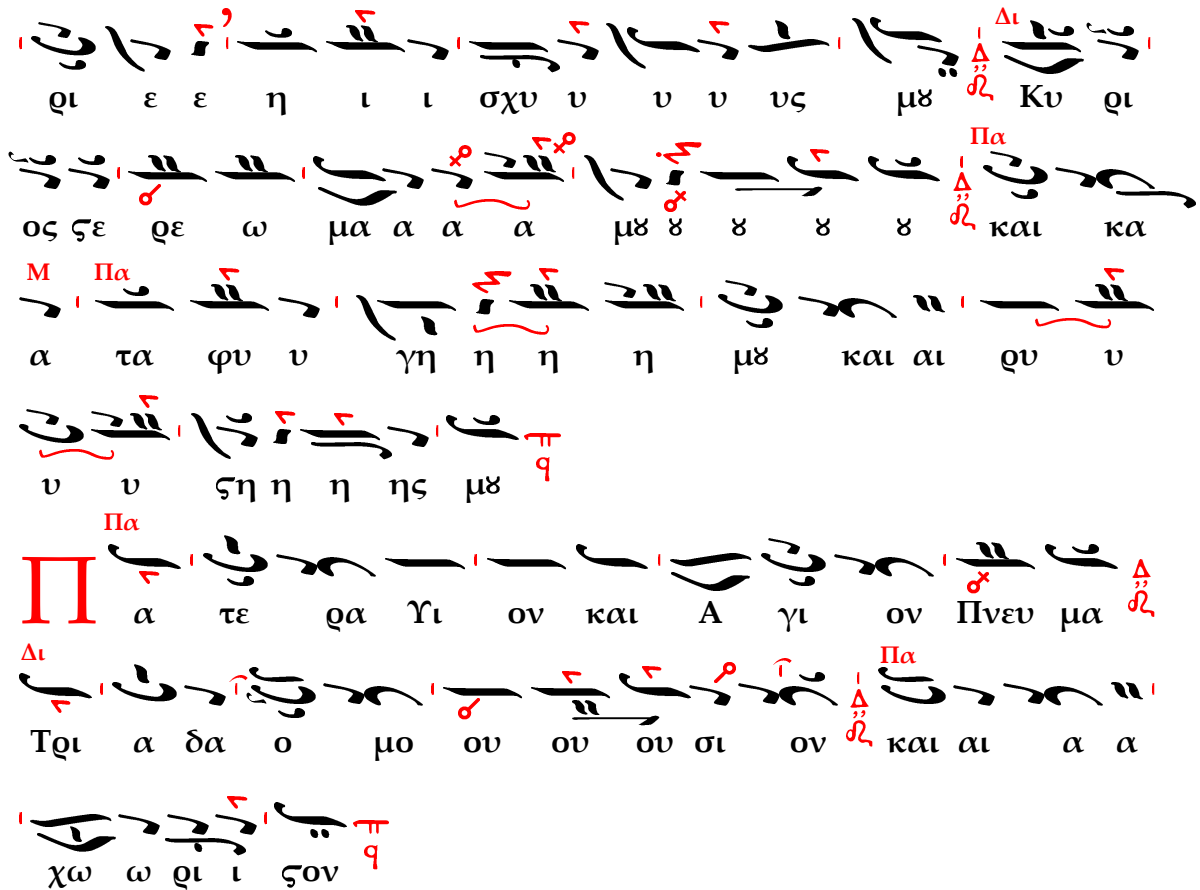 ρι ε ε η ι ι σχυ υ υ υ υς μȣ Δι Κυ ρι
ος ϛε ρε ω μα α α α μȣ ȣ ȣ ȣ ȣ Πα και κα
Μ α Πα τα φυ υ γη η η η μȣ και αι ρυ υ
υ υ ϛη η η ης μȣ
Πα Π α τε ρα Υι ον και Α γι ον Πνευ μα
Δι Τρι α δα ο μο ου ου ου σι ον Πα και αι α α
χω ω ρι ι ϛον